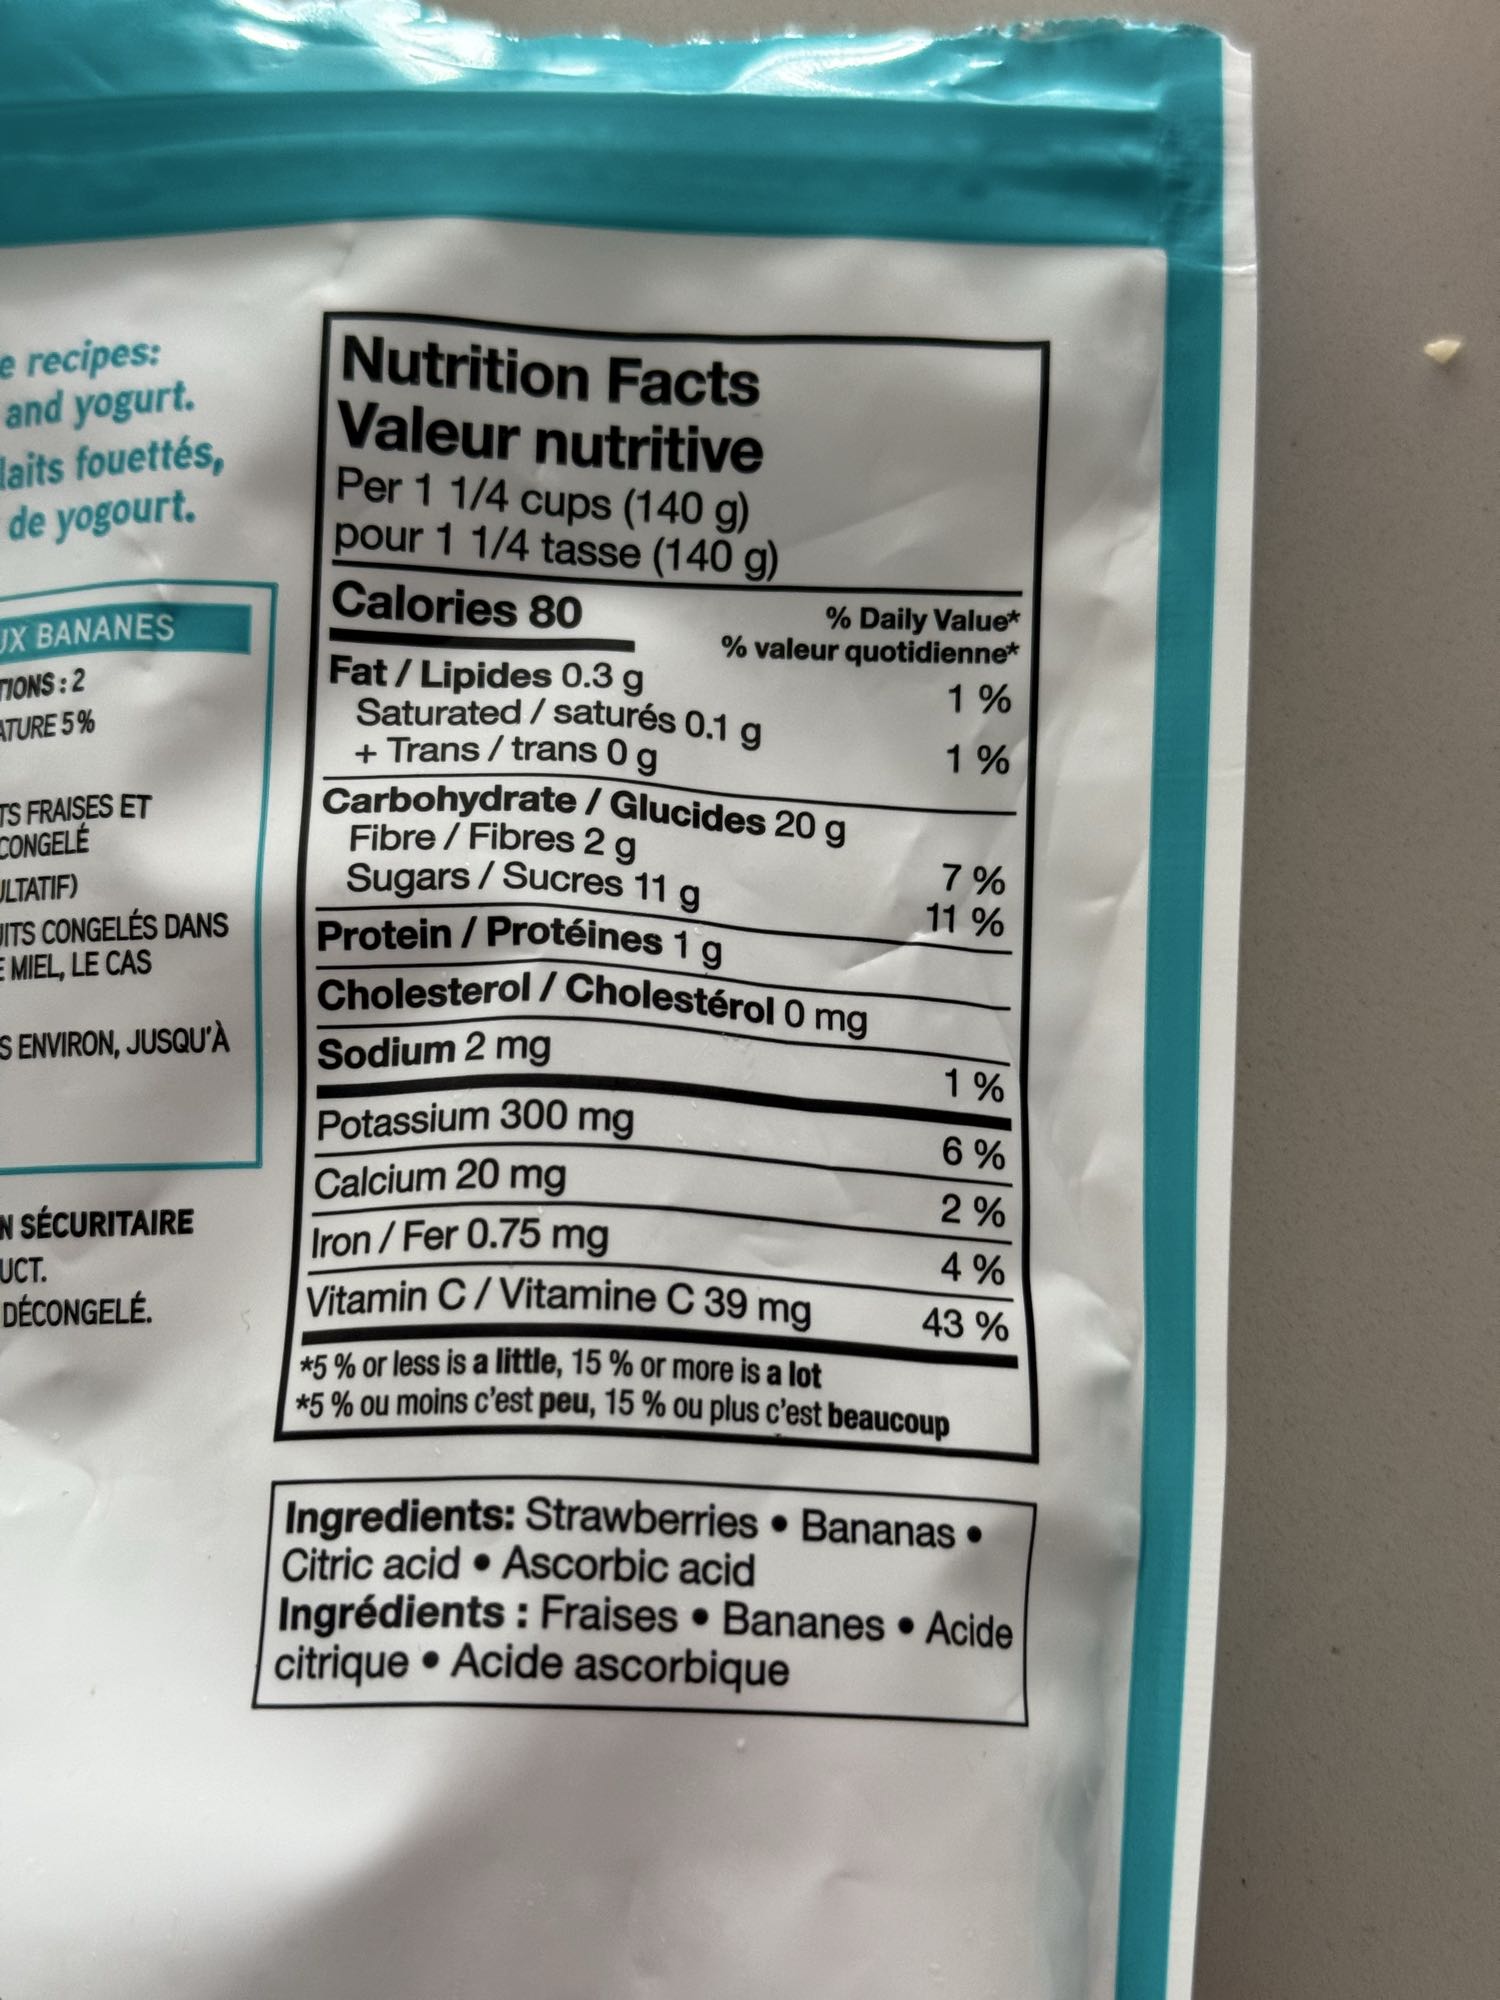 e recipes:
and yogurt.
laits fouettés,
de yogourt.
UX BANANES
TIONS : 2
ATURE 5%
TS FRAISES ET
CONGELÉ
ULTATIF)
UITS CONGELÉS DANS
E MIEL, LE CAS
S ENVIRON, JUSQU'À
N SÉCURITAIRE
UCT.
DÉCONGELÉ.
Nutrition Facts
Valeur nutritive
Per 1 1/4 cups (140 g)
pour 1 1/4 tasse (140 g)
Calories 80
% Daily Value*
% valeur quotidienne*
Fat / Lipides 0.3 g 1 %
Saturated / saturés 0.1 g
+ Trans / trans 0 g 1 %
Carbohydrate / Glucides 20 g
Fibre / Fibres 2 g 7 %
Sugars / Sucres 11 g 11 %
Protein / Protéines 1 g
Cholesterol / Cholestérol 0 mg
Sodium 2 mg 1 %
Potassium 300 mg 6 %
Calcium 20 mg 2 %
Iron / Fer 0.75 mg 4 %
Vitamin C / Vitamine C 39 mg 43 %
*5 % or less is a little, 15 % or more is a lot
*5 % ou moins c'est peu, 15 % ou plus c'est beaucoup
Ingredients: Strawberries • Bananas •
Citric acid • Ascorbic acid
Ingrédients : Fraises • Bananes • Acide
citrique • Acide ascorbique